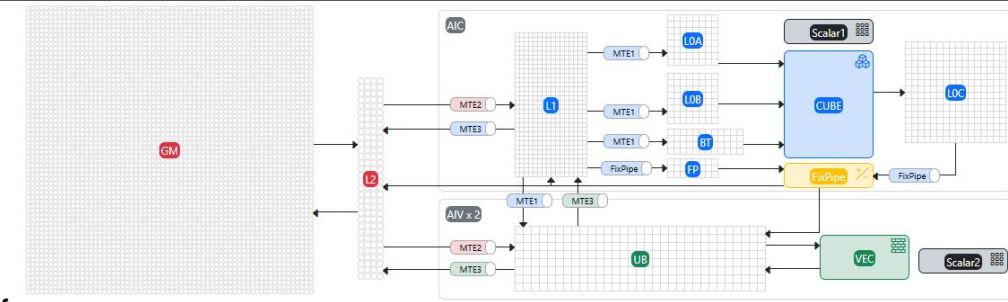 AIC
Scalar1
L0A
MTE1
L0C
MTE2
L1
MTE1
L0B
CUBE
MTE3
MTE1
BT
GM
FixPipe
FP
FixPipe
FixPipe
L2
MTE1
MTE3
AIV x 2
MTE2
UB
VEC
Scalar2
MTE3